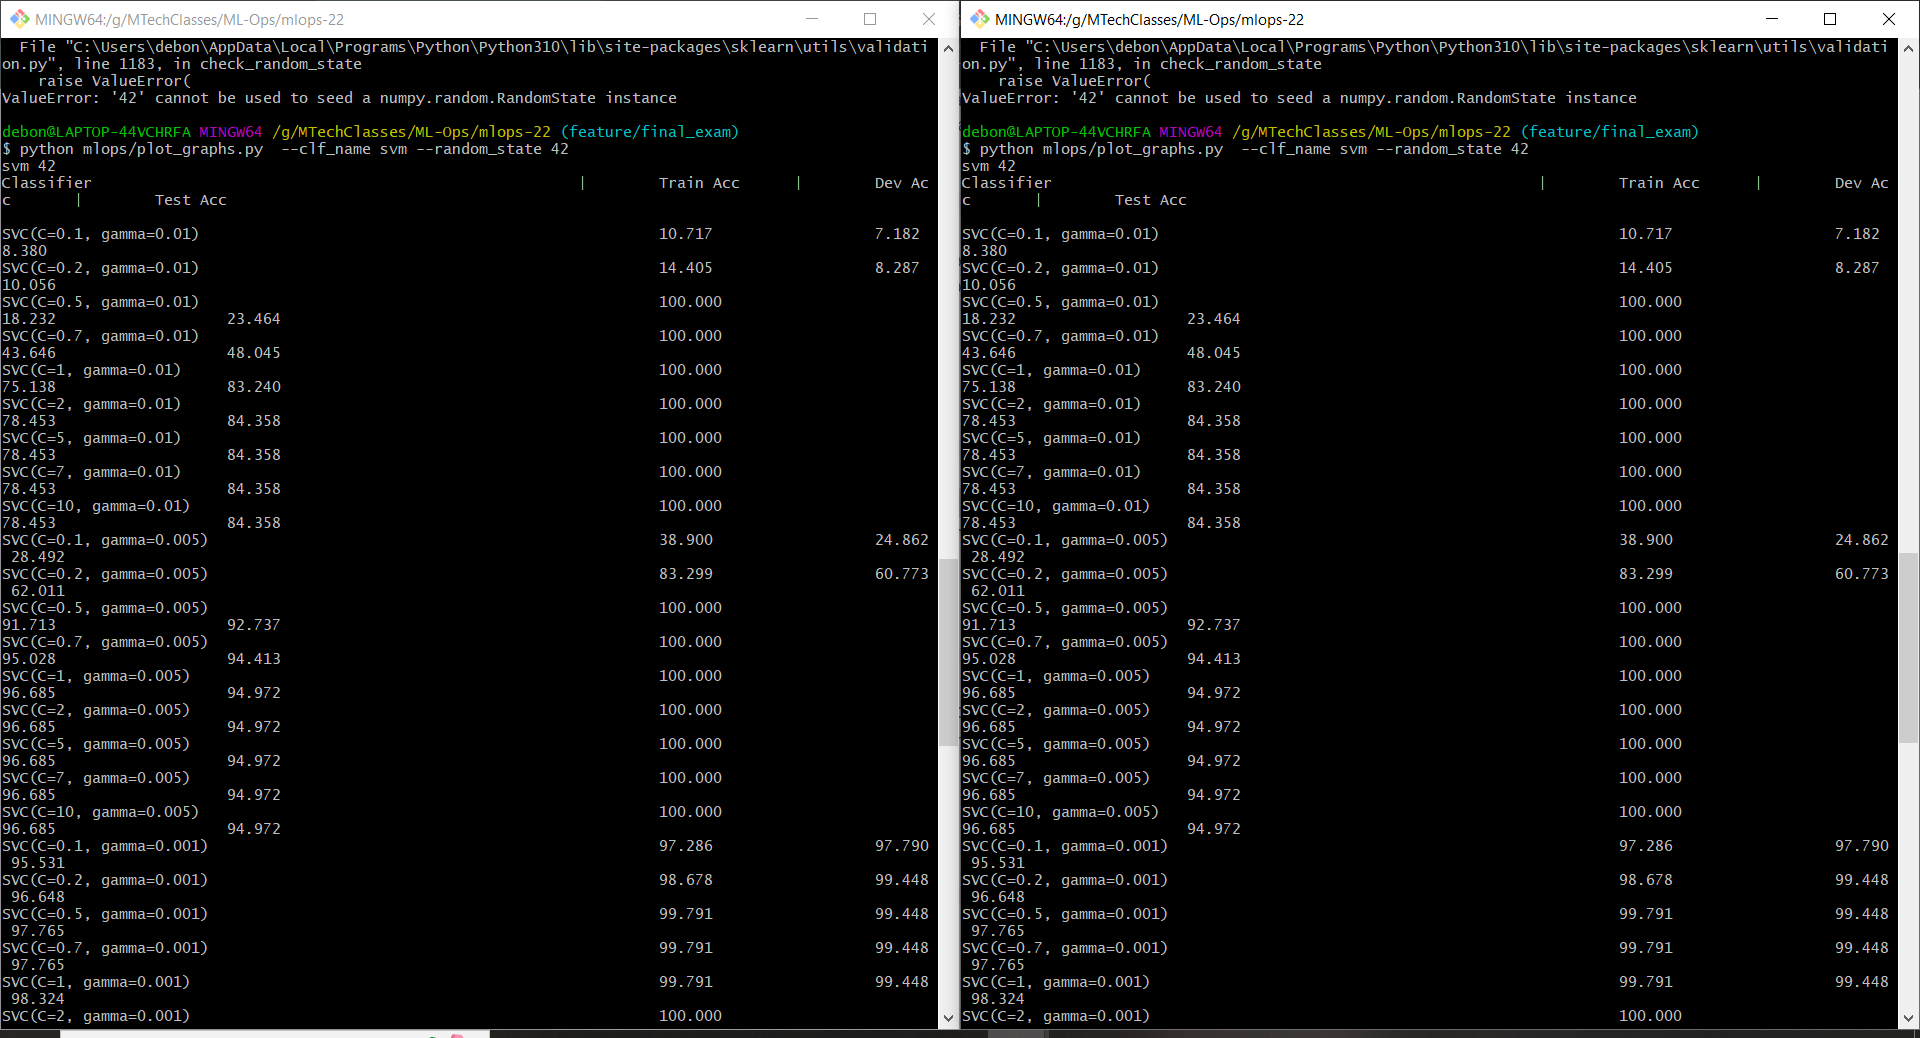 MINGW64:/g/MTechClasses/ML-Ops/mlops-22
File "C:\Users\debon\AppData\Local\Programs\Python\Python310\lib\site-packages\sklearn\utils\validati
on.py", line 1183, in check_random_state
raise ValueError(
ValueError: '42' cannot be used to seed a numpy.random.RandomState instance
debon@LAPTOP-44VCHRFA MINGW64 /g/MTechClasses/ML-Ops/mlops-22 (feature/final_exam)
$ python mlops/plot_graphs.py  --clf_name svm --random_state 42
svm 42
Classifier | Train Acc | Dev Ac
c | Test Acc
SVC(C=0.1, gamma=0.01) 10.717 7.182
8.380
SVC(C=0.2, gamma=0.01) 14.405 8.287
10.056
SVC(C=0.5, gamma=0.01) 100.000
18.232 23.464
SVC(C=0.7, gamma=0.01) 100.000
43.646 48.045
SVC(C=1, gamma=0.01) 100.000
75.138 83.240
SVC(C=2, gamma=0.01) 100.000
78.453 84.358
SVC(C=5, gamma=0.01) 100.000
78.453 84.358
SVC(C=7, gamma=0.01) 100.000
78.453 84.358
SVC(C=10, gamma=0.01) 100.000
78.453 84.358
SVC(C=0.1, gamma=0.005) 38.900 24.862
28.492
SVC(C=0.2, gamma=0.005) 83.299 60.773
62.011
SVC(C=0.5, gamma=0.005) 100.000
91.713 92.737
SVC(C=0.7, gamma=0.005) 100.000
95.028 94.413
SVC(C=1, gamma=0.005) 100.000
96.685 94.972
SVC(C=2, gamma=0.005) 100.000
96.685 94.972
SVC(C=5, gamma=0.005) 100.000
96.685 94.972
SVC(C=7, gamma=0.005) 100.000
96.685 94.972
SVC(C=10, gamma=0.005) 100.000
96.685 94.972
SVC(C=0.1, gamma=0.001) 97.286 97.790
95.531
SVC(C=0.2, gamma=0.001) 98.678 99.448
96.648
SVC(C=0.5, gamma=0.001) 99.791 99.448
97.765
SVC(C=0.7, gamma=0.001) 99.791 99.448
97.765
SVC(C=1, gamma=0.001) 99.791 99.448
98.324
SVC(C=2, gamma=0.001) 100.000
MINGW64:/g/MTechClasses/ML-Ops/mlops-22
File "C:\Users\debon\AppData\Local\Programs\Python\Python310\lib\site-packages\sklearn\utils\validati
on.py", line 1183, in check_random_state
raise ValueError(
ValueError: '42' cannot be used to seed a numpy.random.RandomState instance
debon@LAPTOP-44VCHRFA MINGW64 /g/MTechClasses/ML-Ops/mlops-22 (feature/final_exam)
$ python mlops/plot_graphs.py  --clf_name svm --random_state 42
svm 42
Classifier | Train Acc | Dev Ac
c | Test Acc
SVC(C=0.1, gamma=0.01) 10.717 7.182
8.380
SVC(C=0.2, gamma=0.01) 14.405 8.287
10.056
SVC(C=0.5, gamma=0.01) 100.000
18.232 23.464
SVC(C=0.7, gamma=0.01) 100.000
43.646 48.045
SVC(C=1, gamma=0.01) 100.000
75.138 83.240
SVC(C=2, gamma=0.01) 100.000
78.453 84.358
SVC(C=5, gamma=0.01) 100.000
78.453 84.358
SVC(C=7, gamma=0.01) 100.000
78.453 84.358
SVC(C=10, gamma=0.01) 100.000
78.453 84.358
SVC(C=0.1, gamma=0.005) 38.900 24.862
28.492
SVC(C=0.2, gamma=0.005) 83.299 60.773
62.011
SVC(C=0.5, gamma=0.005) 100.000
91.713 92.737
SVC(C=0.7, gamma=0.005) 100.000
95.028 94.413
SVC(C=1, gamma=0.005) 100.000
96.685 94.972
SVC(C=2, gamma=0.005) 100.000
96.685 94.972
SVC(C=5, gamma=0.005) 100.000
96.685 94.972
SVC(C=7, gamma=0.005) 100.000
96.685 94.972
SVC(C=10, gamma=0.005) 100.000
96.685 94.972
SVC(C=0.1, gamma=0.001) 97.286 97.790
95.531
SVC(C=0.2, gamma=0.001) 98.678 99.448
96.648
SVC(C=0.5, gamma=0.001) 99.791 99.448
97.765
SVC(C=0.7, gamma=0.001) 99.791 99.448
97.765
SVC(C=1, gamma=0.001) 99.791 99.448
98.324
SVC(C=2, gamma=0.001) 100.000